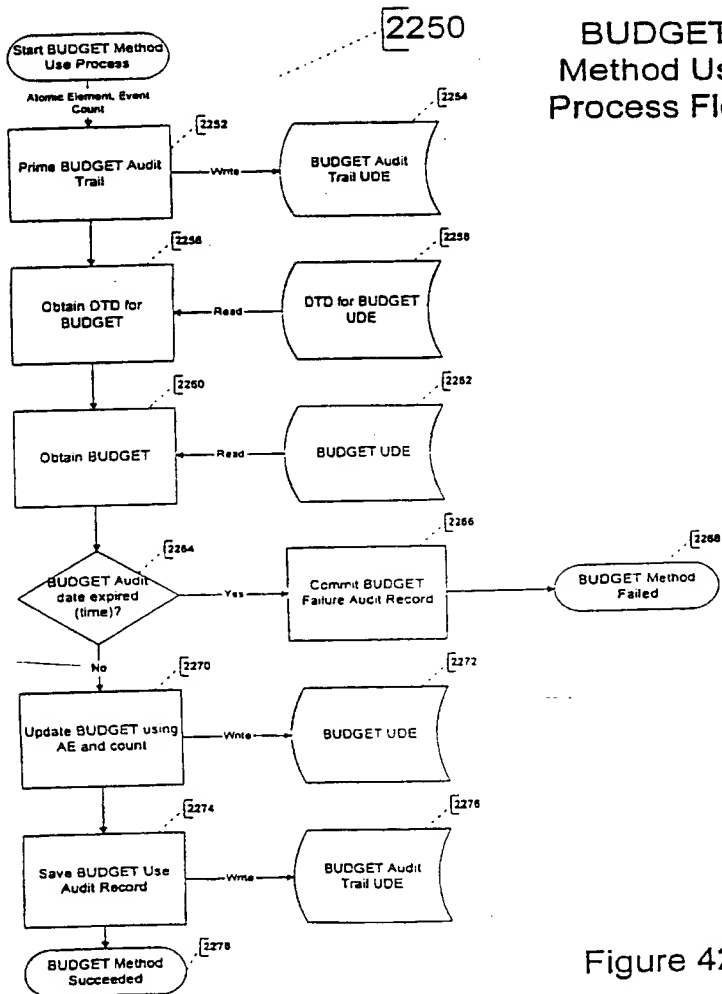 2250
BUDGET
Method Us
Process Flo
Start BUDGET Method
Use Process
Atomic Element, Event
Count
2252
2254
Prime BUDGET Audit
Trail
Write
BUDGET Audit
Trail UDE
2256
2258
Obtain DTD for
BUDGET
Read
DTD for BUDGET
UDE
2260
2262
Obtain BUDGET
Read
BUDGET UDE
2264
2266
2268
BUDGET Audit
date expired
(time)?
Yes
Commit BUDGET
Failure Audit Record
BUDGET Method
Failed
No
2270
2272
Update BUDGET using
AE and count
Write
BUDGET UDE
2274
2276
Save BUDGET Use
Audit Record
Write
BUDGET Audit
Trail UDE
2278
BUDGET Method
Succeeded
Figure 42